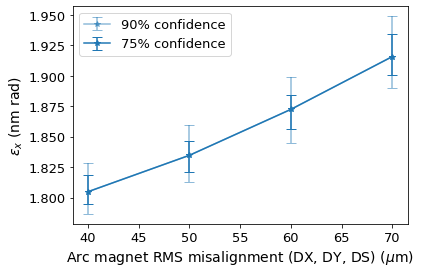 90% confidence
75% confidence
1.950
1.925
1.900
1.875
1.850
1.825
1.800
εx (nm rad)
40 45 50 55 60 65 70
Arc magnet RMS misalignment (DX, DY, DS) (μm)